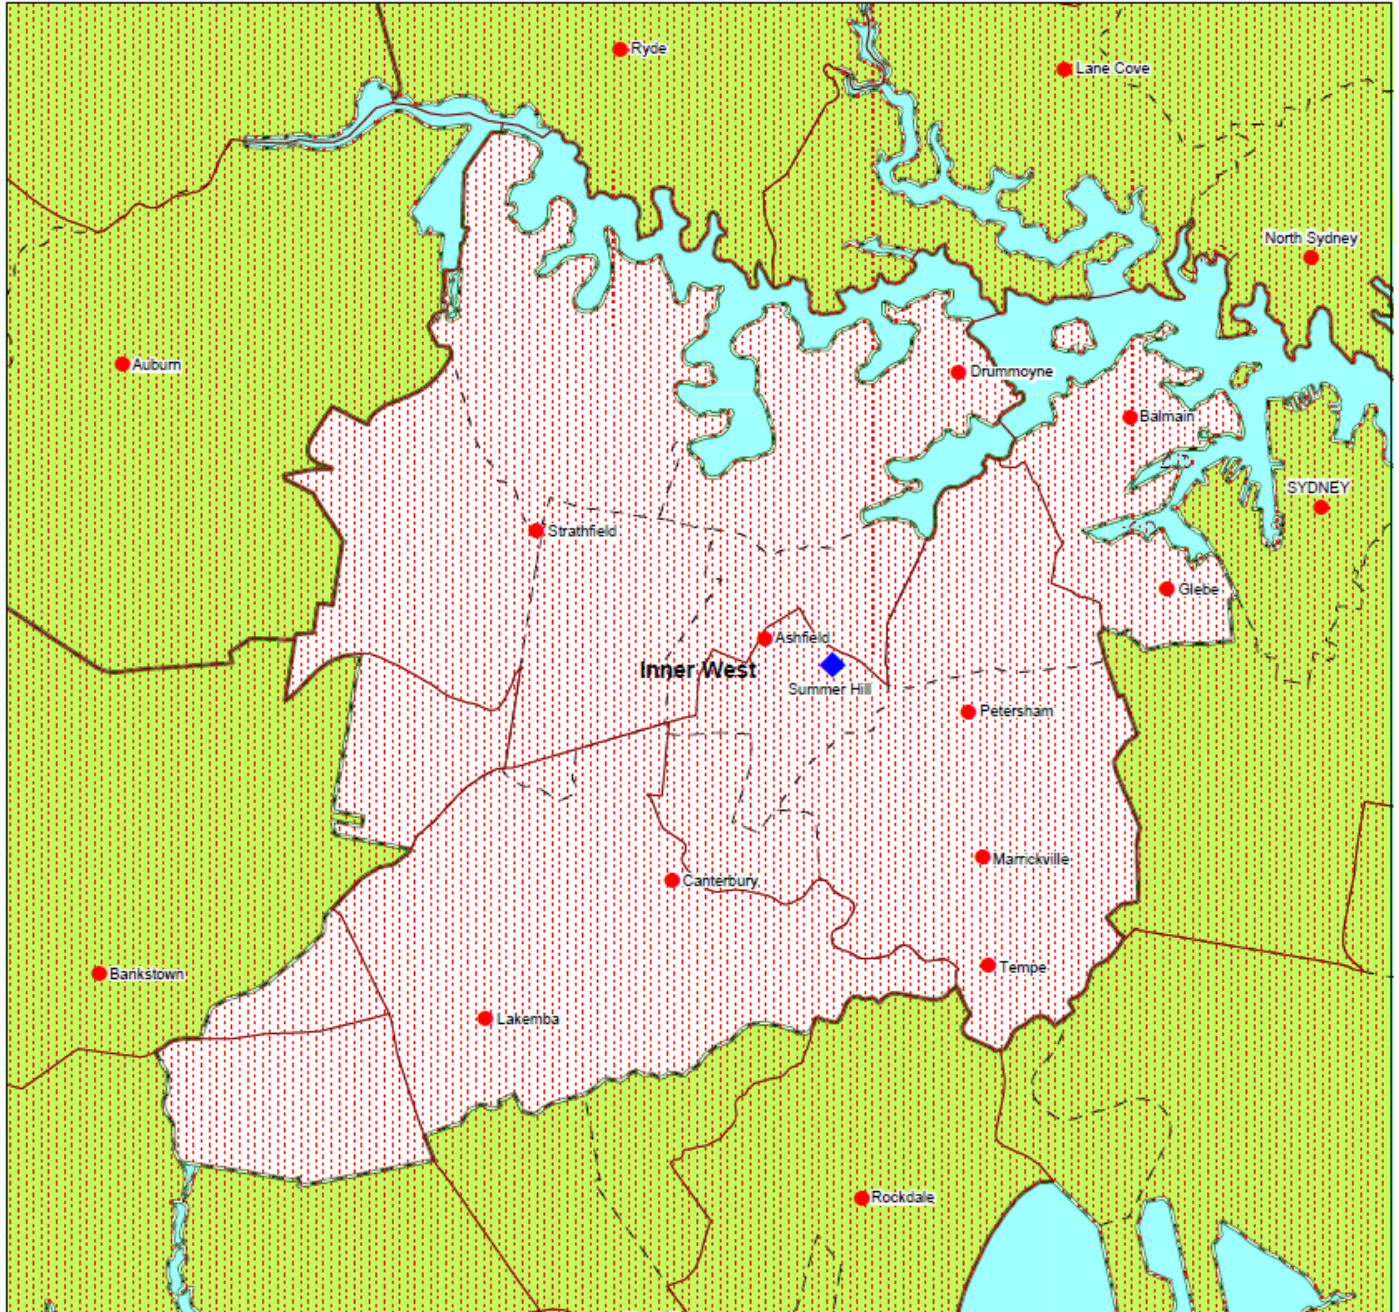 Ryde
Lane Cove
North Sydney
Auburn
Drummoyne
Balmain
SYDNEY
Strathfield
Glebe
Ashfield
Inner West
Summer Hill
Petersham
Marrickville
Canterbury
Tempe
Bankstown
Lakemba
Rockdale